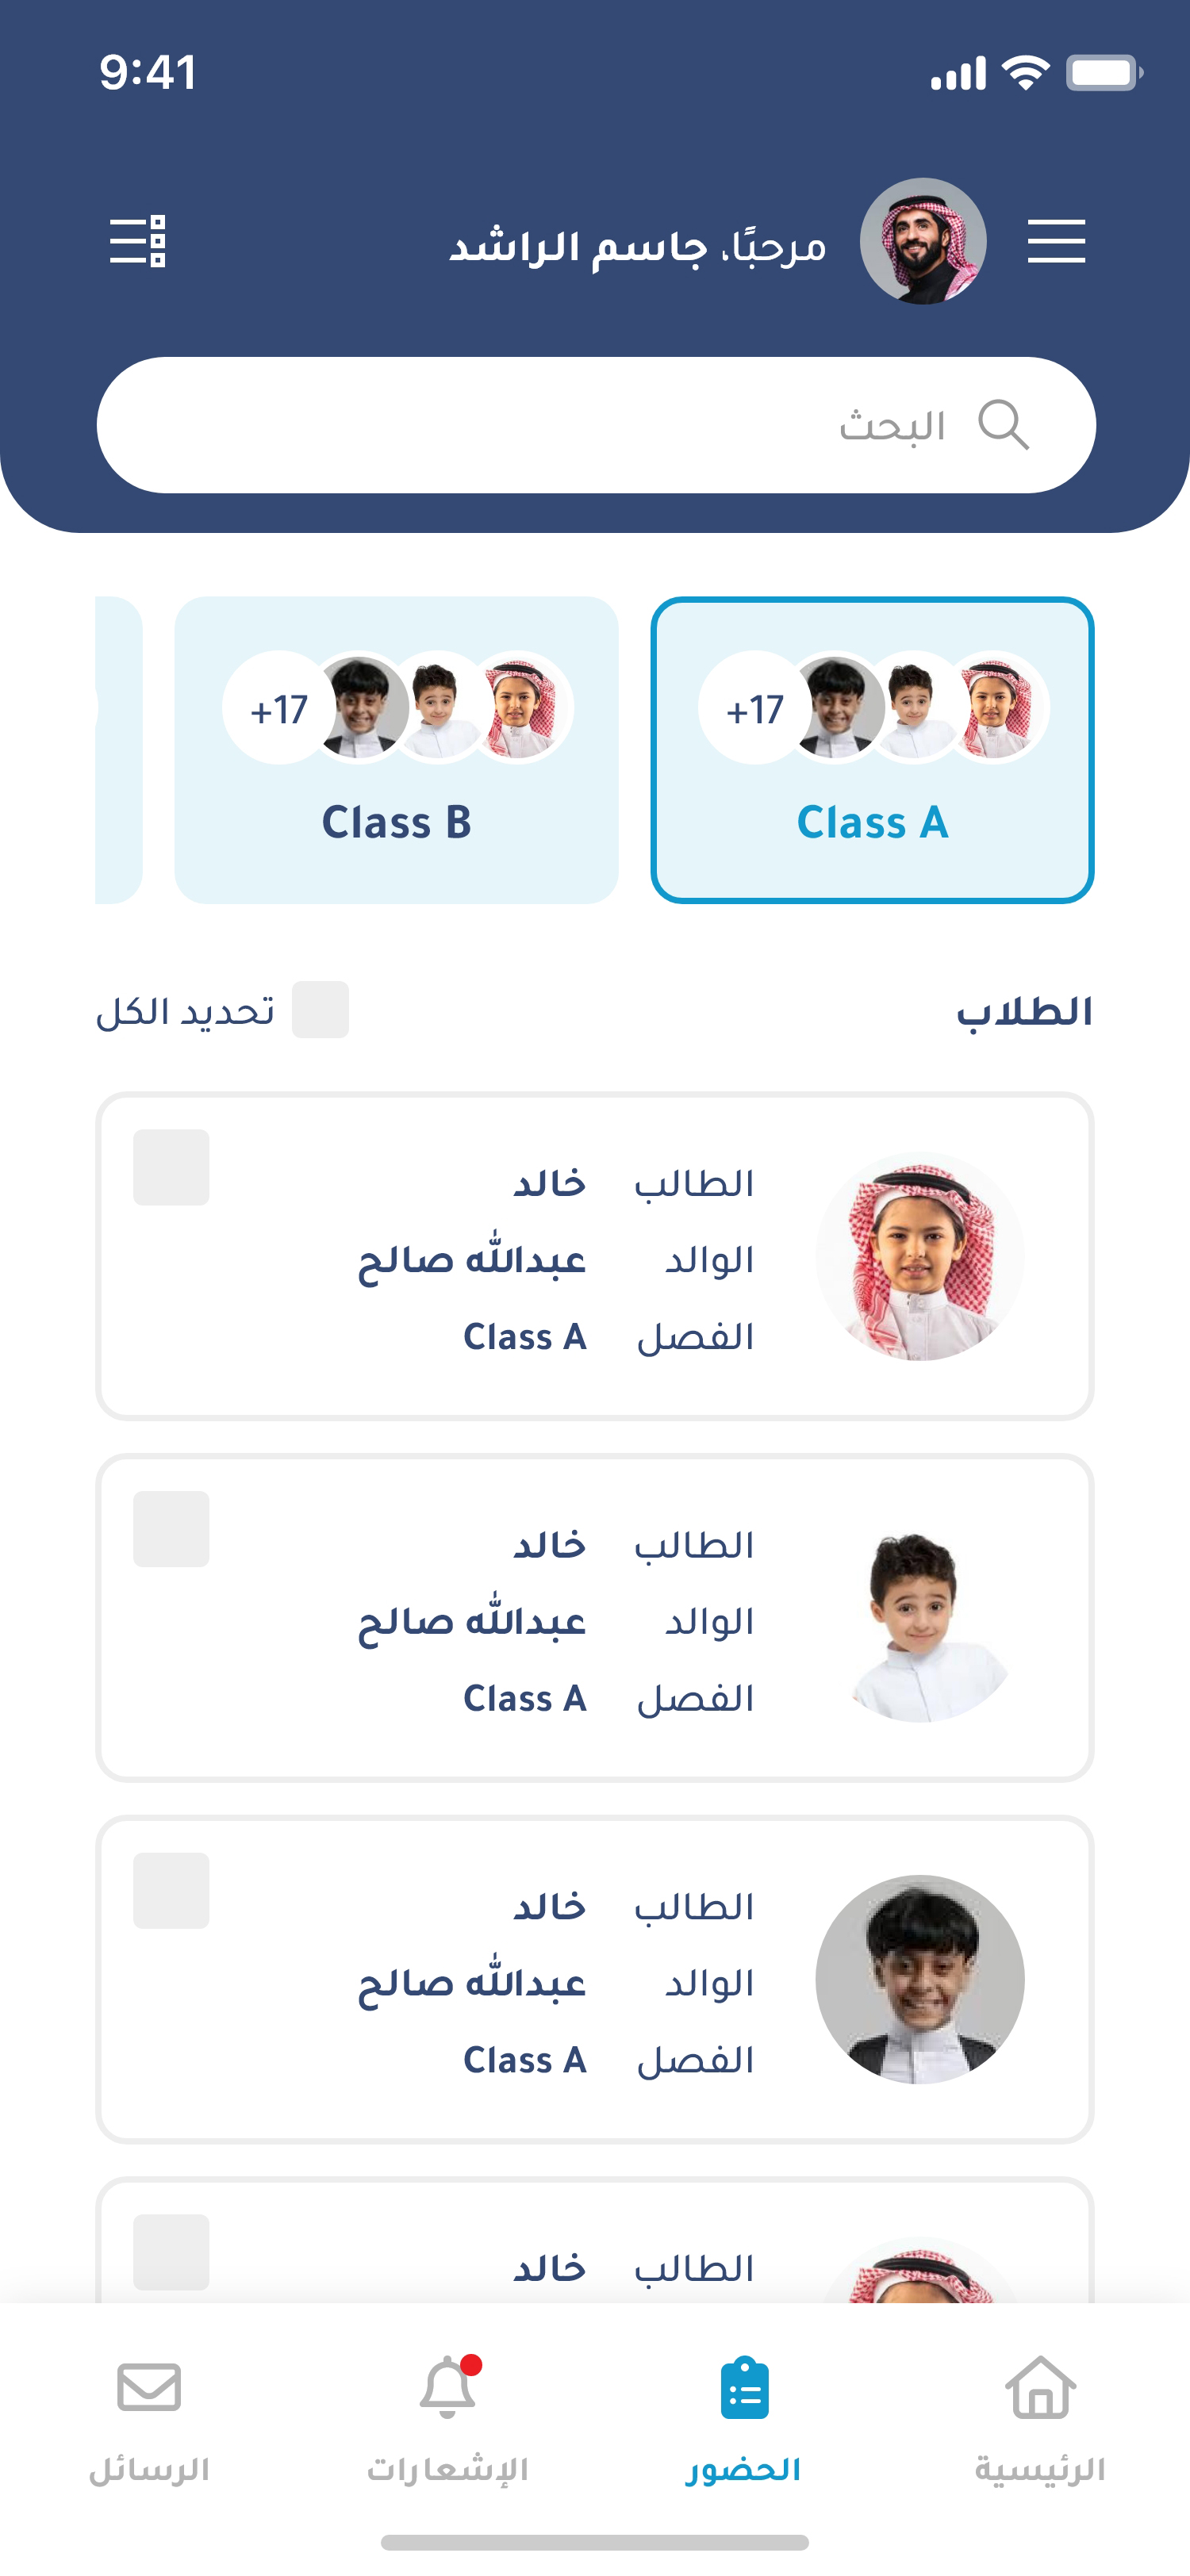 9:41
مرحبًا، جاسم الراشد
البحث
+17
Class A
+17
Class B
الطلاب
تحديد الكل
الطالب خالد
الوالد عبدالله صالح
الفصل Class A
الطالب خالد
الوالد عبدالله صالح
الفصل Class A
الطالب خالد
الوالد عبدالله صالح
الفصل Class A
الطالب خالد
الرئيسية
الحضور
الإشعارات
الرسائل